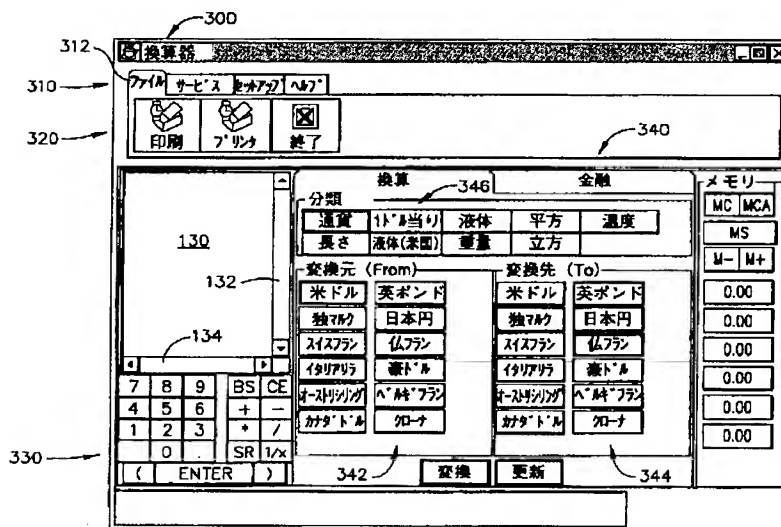 300
312
換算器
310
ファイル サービス セットアップ ヘルプ
320
印刷 プリンタ 終了
340
換算 346 金融
メモリ
分類
MC MCA
通貨 1ドル当り 液体 平方 温度
130
長さ 液体(米国) 重量 立方
MS
132
変換元 (From) 変換先 (To)
M- M+
米ドル 英ポンド 米ドル 英ポンド
0.00
独マルク 日本円 独マルク 日本円
0.00
134
スイスフラン 仏フラン スイスフラン 仏フラン
0.00
イタリアリラ 豪ドル イタリアリラ 豪ドル
0.00
7 8 9 BS CE
オーストリシリング ベルギフラン オーストリシリング ベルギフラン
0.00
4 5 6 + -
カナダドル クローナ カナダドル クローナ
0.00
1 2 3 * /
330
0 . SR 1/x
342 344
( ENTER )
変換 更新